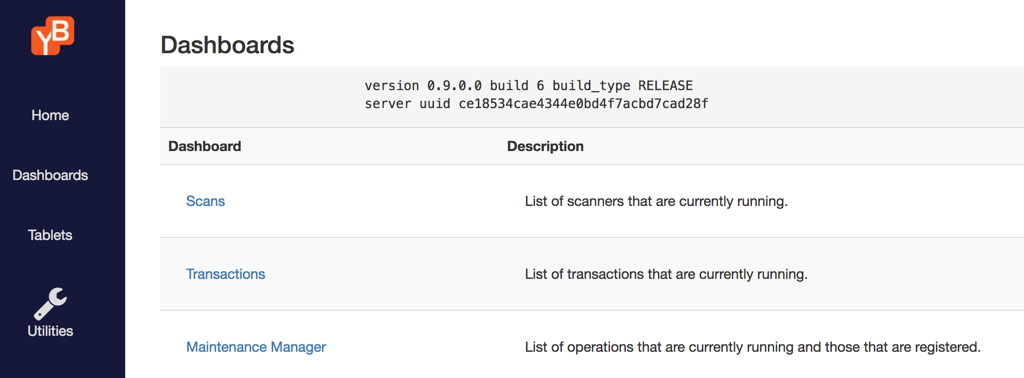 YB
Home
Dashboards
Tablets
Utilities
Dashboards
version 0.9.0.0 build 6 build_type RELEASE
server uuid ce18534cae4344e0bd4f7acbd7cad28f
Dashboard Description
Scans List of scanners that are currently running.
Transactions List of transactions that are currently running.
Maintenance Manager List of operations that are currently running and those that are registered.